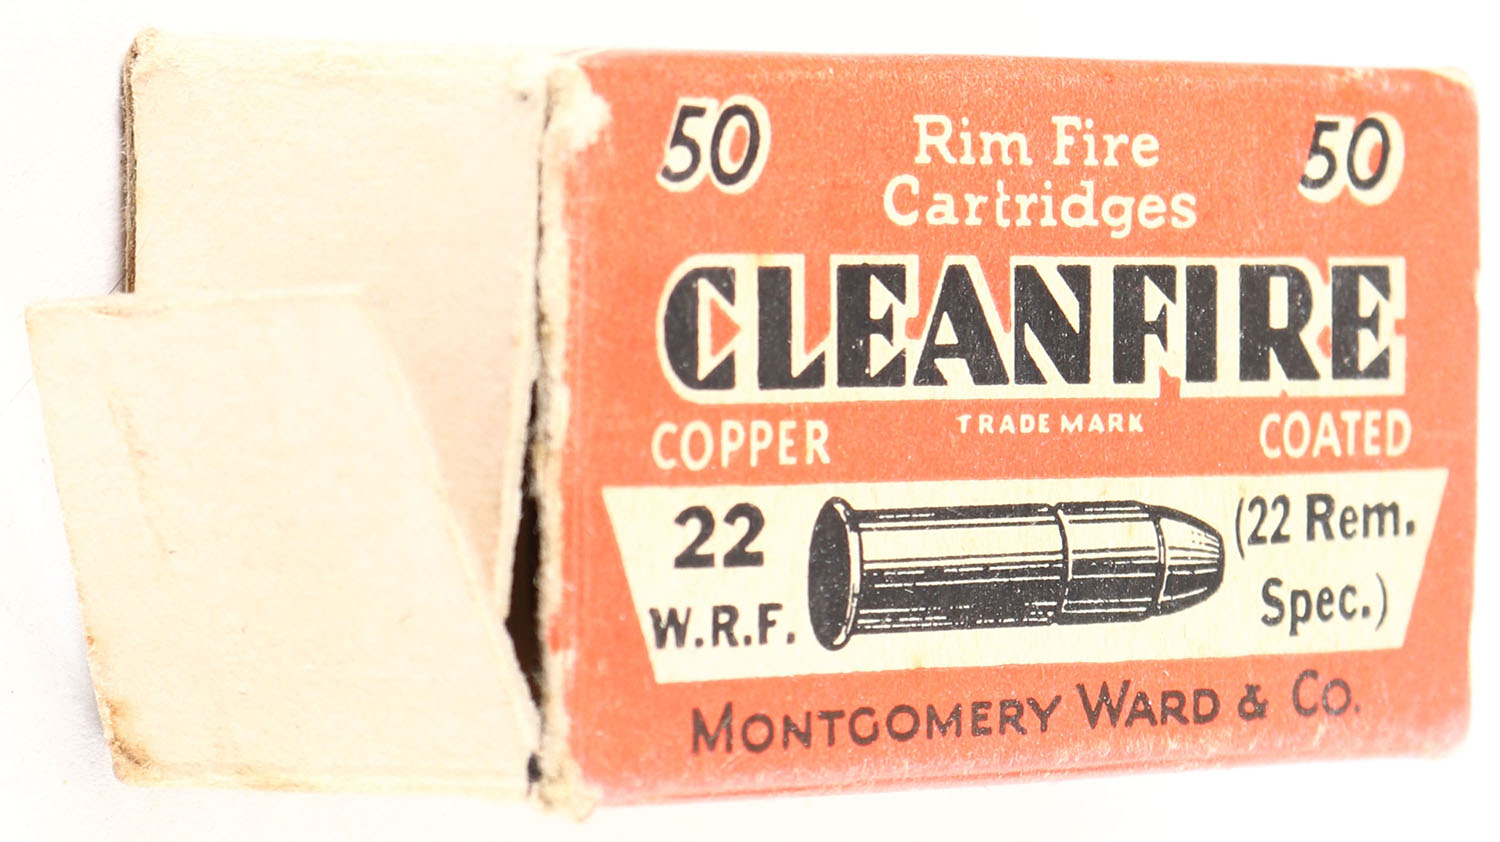 50 Rim Fire 50
Cartridges
CLEANFIRE
TRADE MARK
COPPER COATED
22 (22 Rem.
W.R.F. Spec.)
MONTGOMERY WARD & CO.